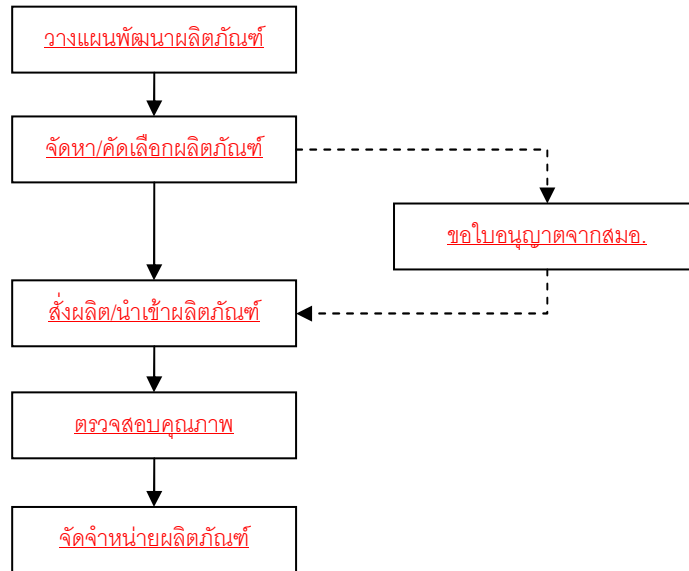 วางแผนพัฒนาผลิตภัณฑ์
จัดหา/คัดเลือกผลิตภัณฑ์
ขอใบอนุญาตจากสมอ.
สั่งผลิต/นำเข้าผลิตภัณฑ์
ตรวจสอบคุณภาพ
จัดจำหน่ายผลิตภัณฑ์